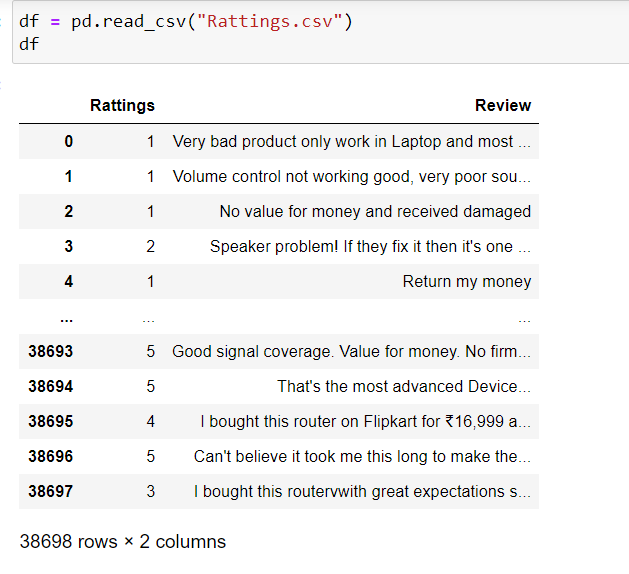 df = pd.read_csv("Rattings.csv")
df
Rattings Review
0 1 Very bad product only work in Laptop and most ...
1 1 Volume control not working good, very poor sou...
2 1 No value for money and received damaged
3 2 Speaker problem! If they fix it then it's one ...
4 1 Return my money
... ... ...
38693 5 Good signal coverage. Value for money. No firm...
38694 5 That's the most advanced Device...
38695 4 I bought this router on Flipkart for ₹16,999 a...
38696 5 Can't believe it took me this long to make the...
38697 3 I bought this routervwith great expectations s...
38698 rows × 2 columns